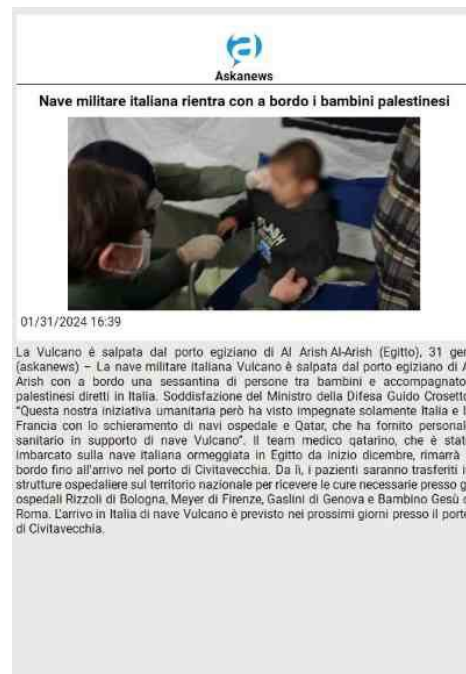 Askanews
Nave militare italiana rientra con a bordo i bambini palestinesi
01/31/2024 16:39
La Vulcano è salpata dal porto egiziano di Al Arish Al-Arish (Egitto), 31 gen
(askanews) – La nave militare italiana Vulcano è salpata dal porto egiziano di A
Arish con a bordo una sessantina di persone tra bambini e accompagnato
palestinesi diretti in Italia. Soddisfazione del Ministro della Difesa Guido Crosetto
"Questa nostra iniziativa umanitaria però ha visto impegnate solamente Italia e l
Francia con lo schieramento di navi ospedale e Qatar, che ha fornito personal
sanitario in supporto di nave Vulcano". Il team medico qatarino, che è stat
imbarcato sulla nave italiana ormeggiata in Egitto da inizio dicembre, rimarrà
bordo fino all'arrivo nel porto di Civitavecchia. Da lì, i pazienti saranno trasferiti i
strutture ospedaliere sul territorio nazionale per ricevere le cure necessarie presso g
ospedali Rizzoli di Bologna, Meyer di Firenze, Gaslini di Genova e Bambino Gesù d
Roma. L'arrivo in Italia di nave Vulcano è previsto nei prossimi giorni presso il porto
di Civitavecchia.